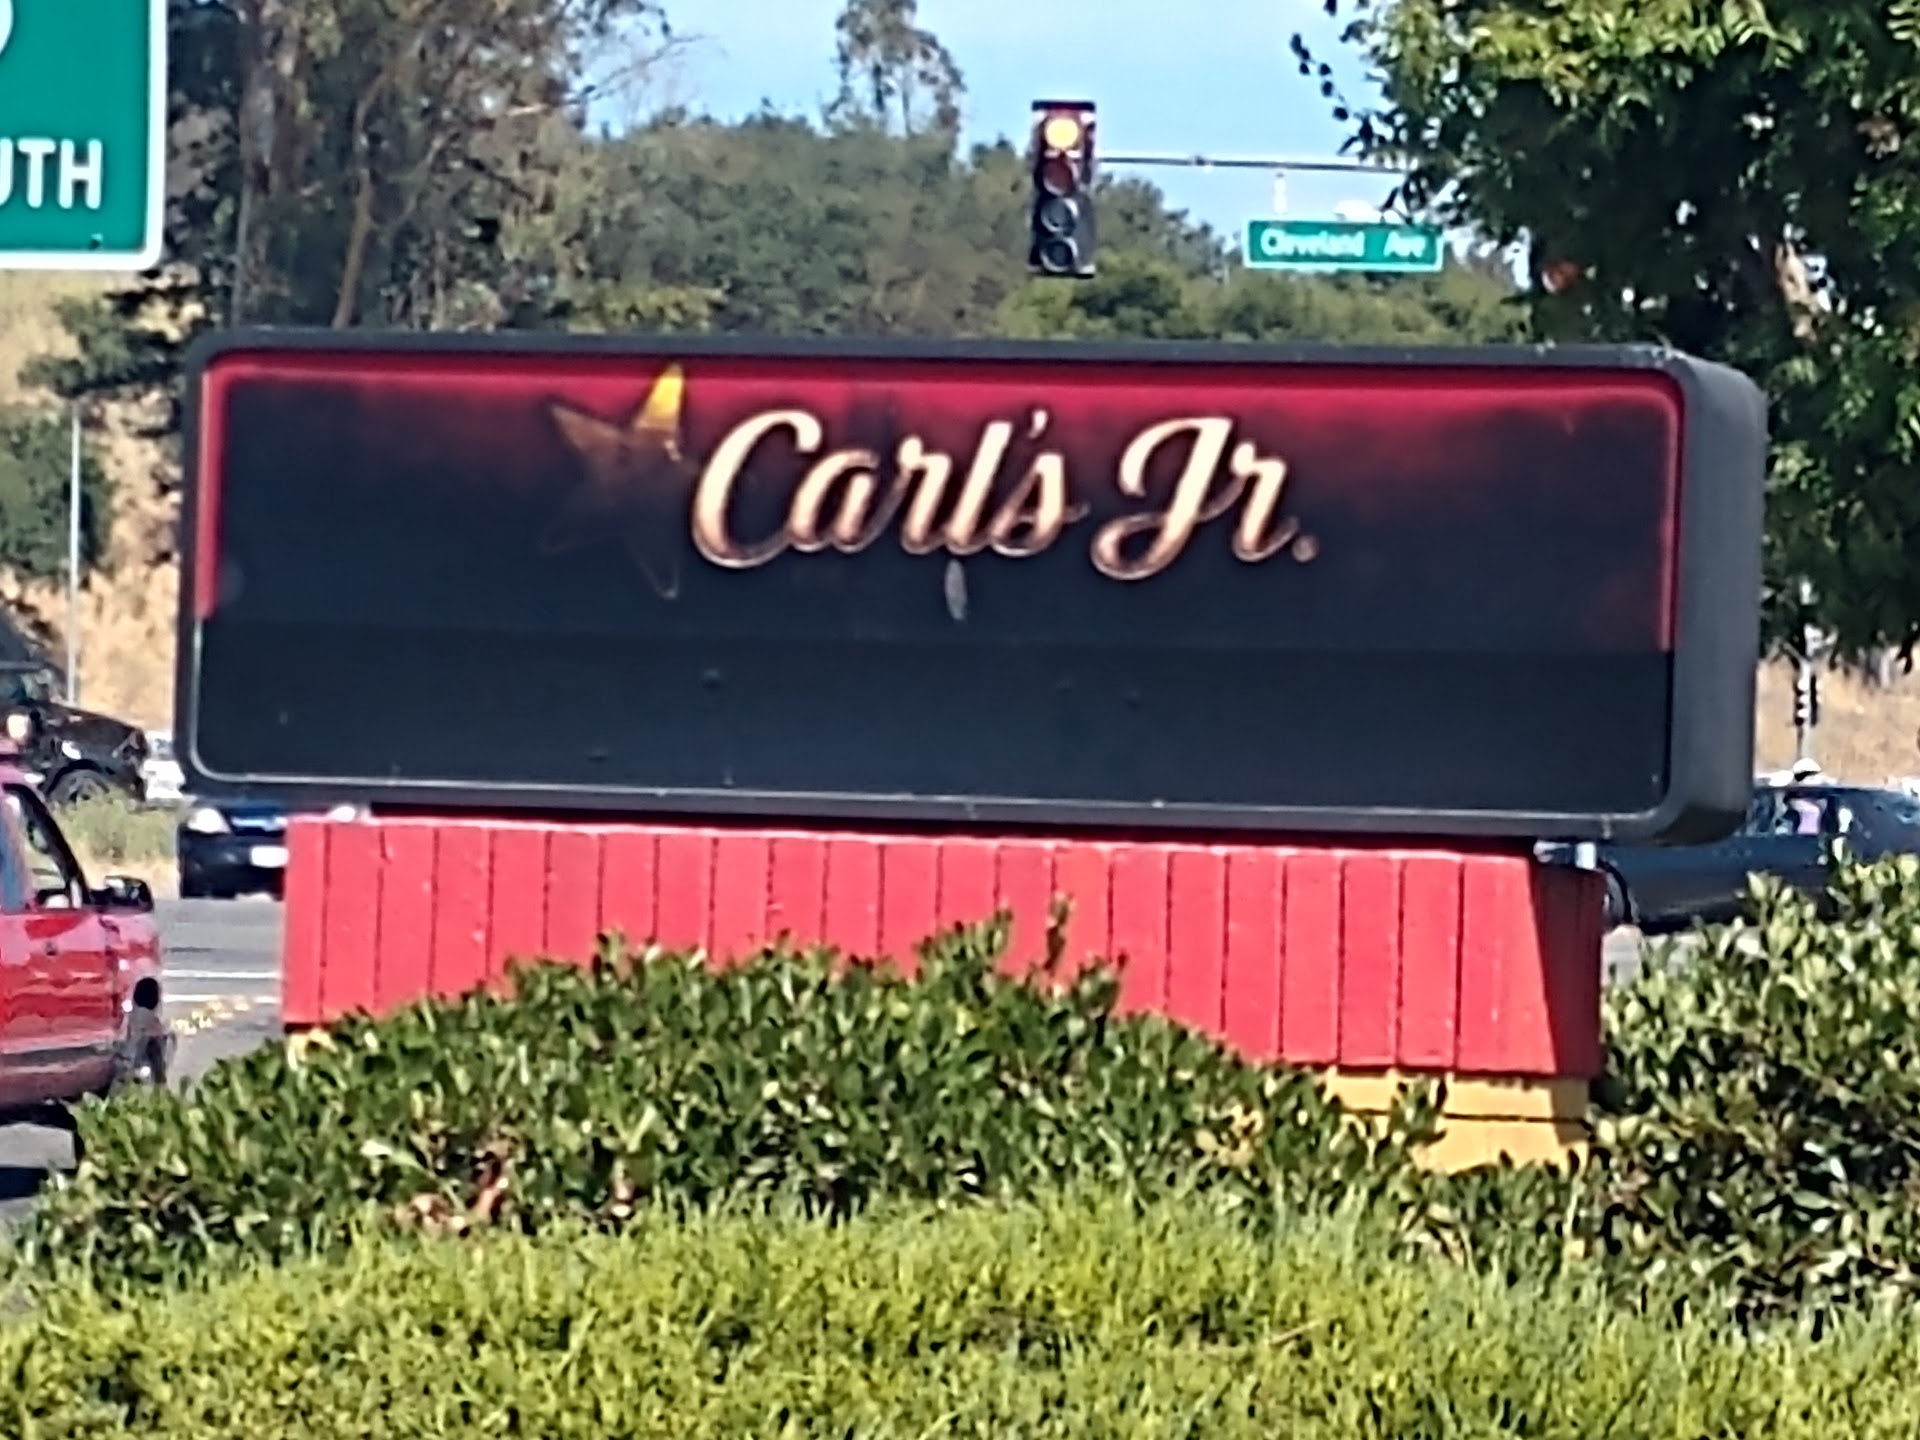 UTH
Cleveland Ave
Carl's Jr.